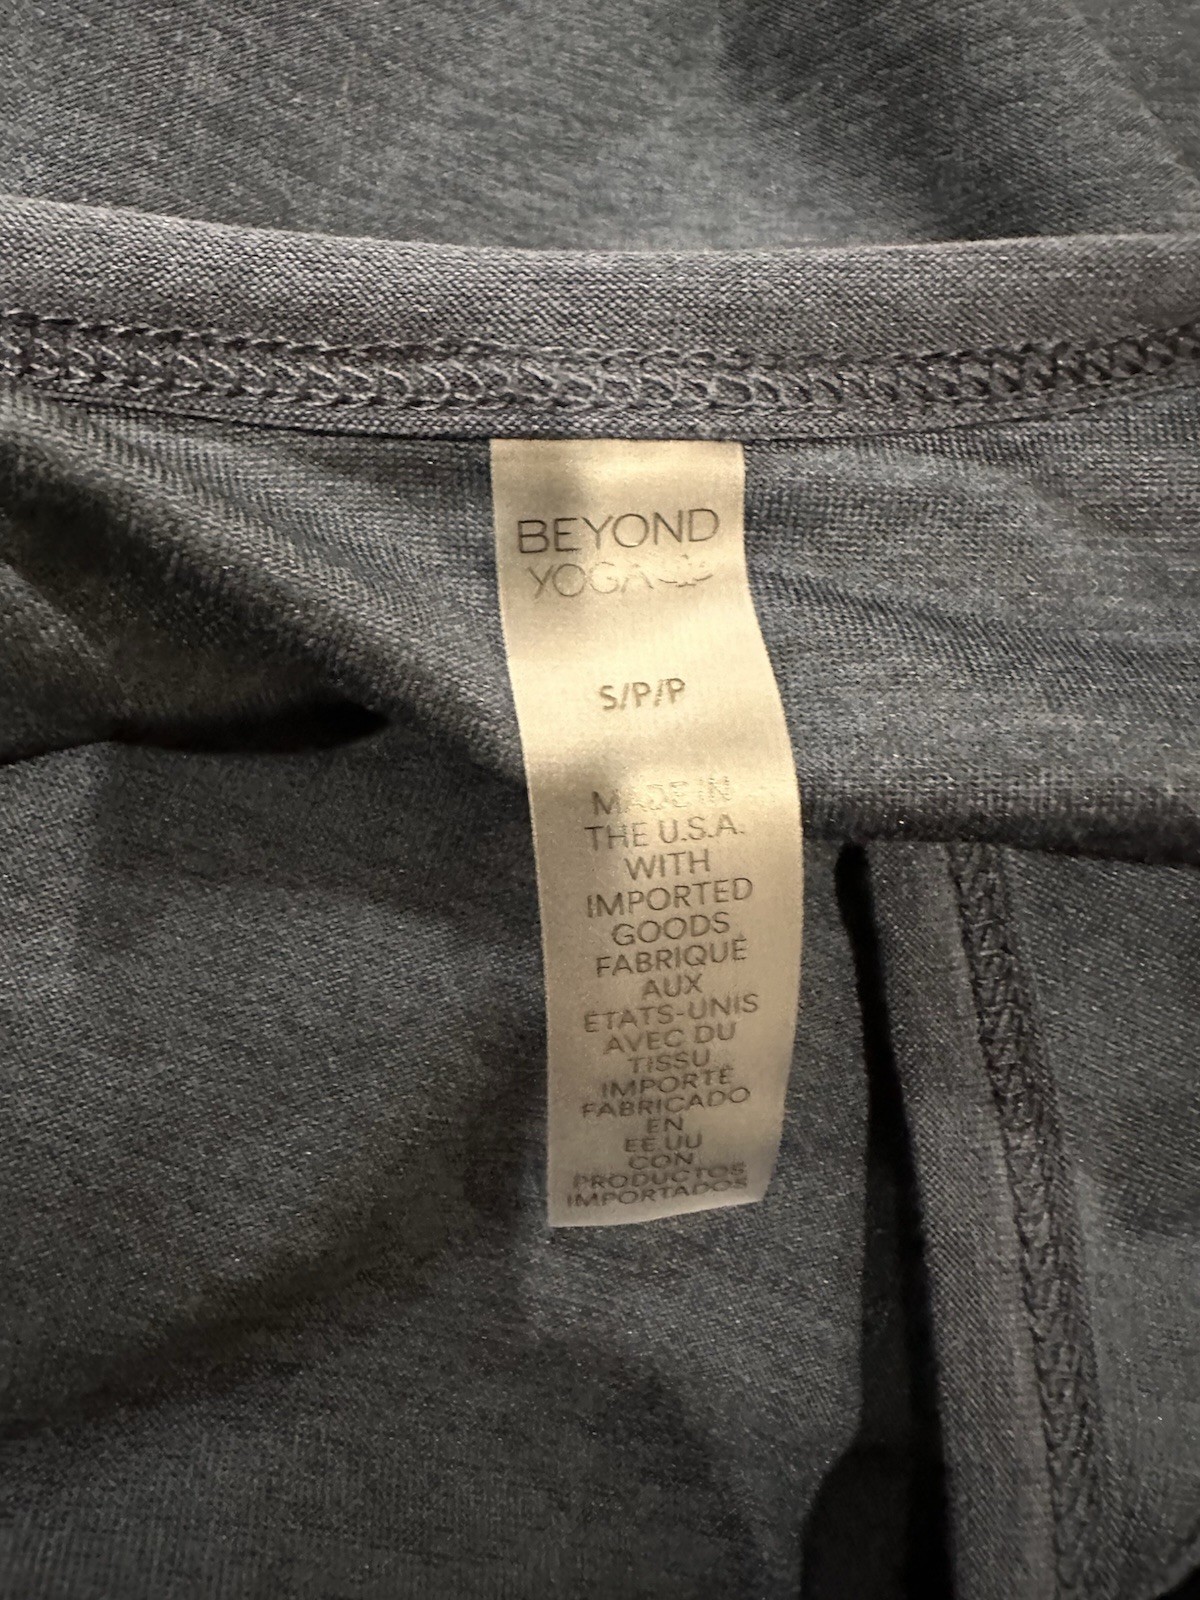 BEYOND
YOGA
S/P/P
MADE IN
THE U.S.A.
WITH
IMPORTED
GOODS
FABRIQUÉ
AUX
ÉTATS-UNIS
AVEC DU
TISSU
IMPORTÉ
FABRICADO
EN
EE.UU
CON
PRODUCTOS
IMPORTADOS